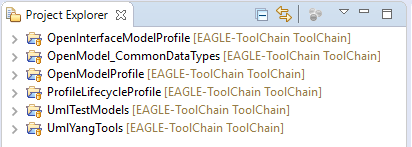 Project Explorer
OpenInterfaceModelProfile [EAGLE-ToolChain ToolChain]
OpenModel_CommonDataTypes [EAGLE-ToolChain ToolChain]
OpenModelProfile [EAGLE-ToolChain ToolChain]
ProfileLifecycleProfile [EAGLE-ToolChain ToolChain]
UmlTestModels [EAGLE-ToolChain ToolChain]
UmlYangTools [EAGLE-ToolChain ToolChain]